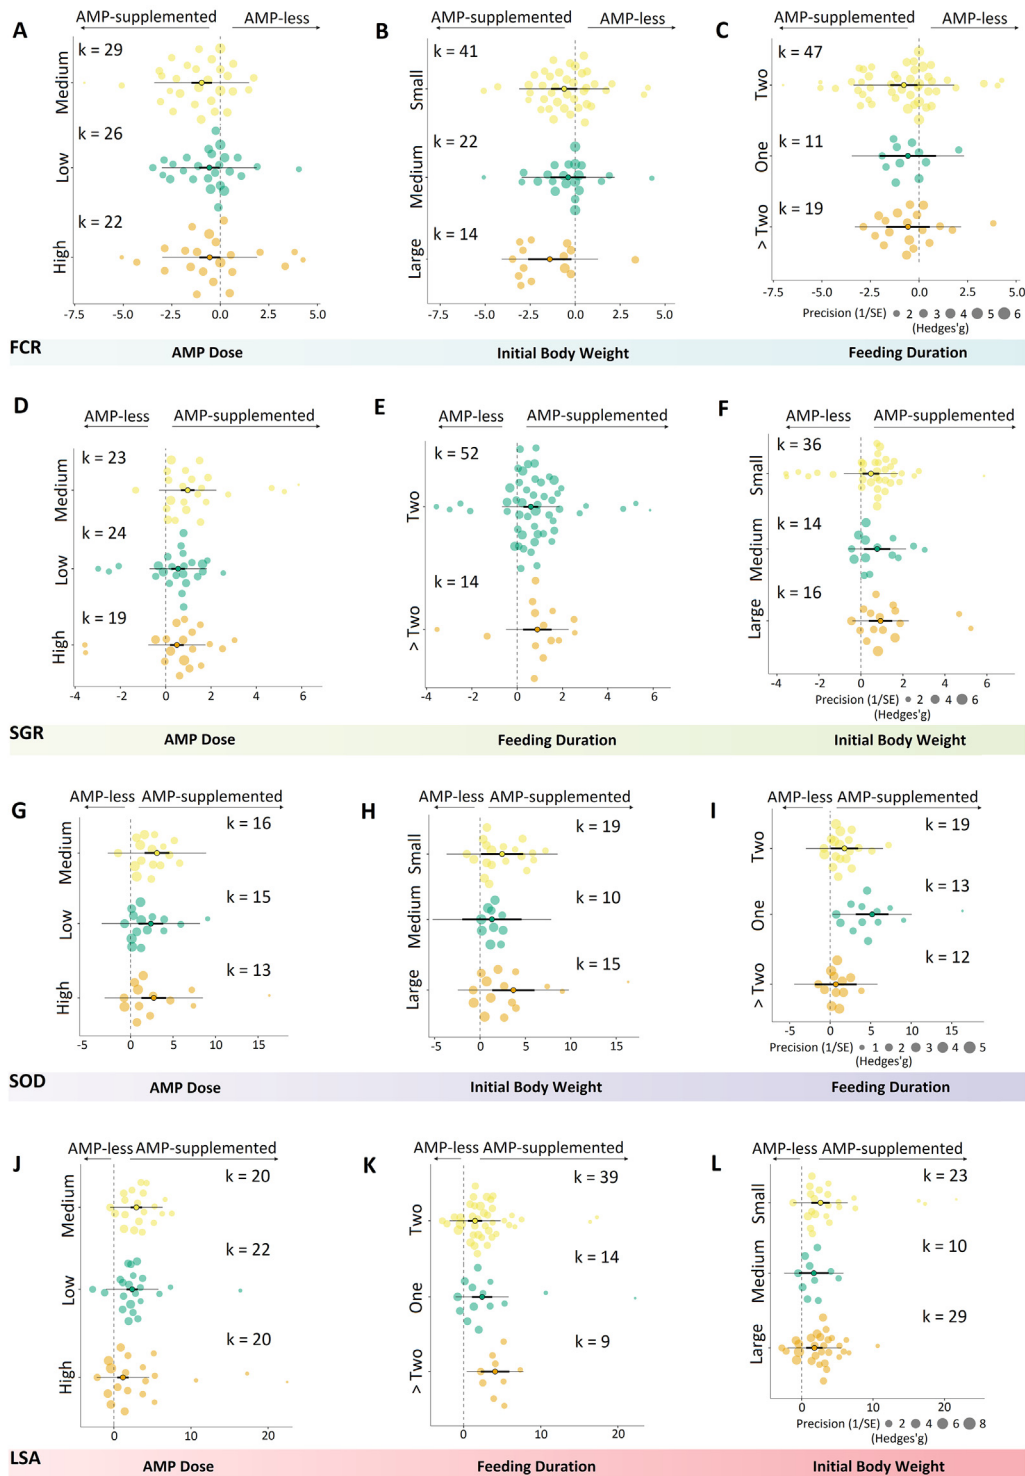 A
AMP-supplemented
AMP-less
k = 29
Medium
k = 26
Low
k = 22
High
-7.5 -5.0 -2.5 0.0 2.5 5.0
B
AMP-supplemented
AMP-less
k = 41
Small
k = 22
Medium
k = 14
Large
-7.5 -5.0 -2.5 0.0 2.5 5.0
C
AMP-supplemented
AMP-less
k = 47
Two
k = 11
One
k = 19
> Two
-7.5 -5.0 -2.5 0.0 2.5 5.0
Precision (1/SE) 2 3 4 5 6
(Hedges'g)
FCR AMP Dose Initial Body Weight Feeding Duration
D
AMP-less
AMP-supplemented
k = 23
Medium
k = 24
Low
k = 19
High
-4 -2 0 2 4 6
E
AMP-less
AMP-supplemented
k = 52
Two
k = 14
> Two
-4 -2 0 2 4 6
F
AMP-less
AMP-supplemented
k = 36
Small
k = 14
Medium
k = 16
Large
-4 -2 0 2 4 6
Precision (1/SE) 2 4 6
(Hedges'g)
SGR AMP Dose Feeding Duration Initial Body Weight
G
AMP-less AMP-supplemented
k = 16
Medium
k = 15
Low
k = 13
High
-5 0 5 10 15
H
AMP-less AMP-supplemented
k = 19
Small
k = 10
Medium
k = 15
Large
-5 0 5 10 15
I
AMP-less AMP-supplemented
k = 19
Two
k = 13
One
k = 12
> Two
-5 0 5 10 15
Precision (1/SE) 1 2 3 4 5
(Hedges'g)
SOD AMP Dose Initial Body Weight Feeding Duration
J
AMP-less AMP-supplemented
k = 20
Medium
k = 22
Low
k = 20
High
0 10 20
K
AMP-less AMP-supplemented
k = 39
Two
k = 14
One
k = 9
> Two
0 10 20
L
AMP-less AMP-supplemented
k = 23
Small
k = 10
Medium
k = 29
Large
0 10 20
Precision (1/SE) 2 4 6 8
(Hedges'g)
LSA AMP Dose Feeding Duration Initial Body Weight